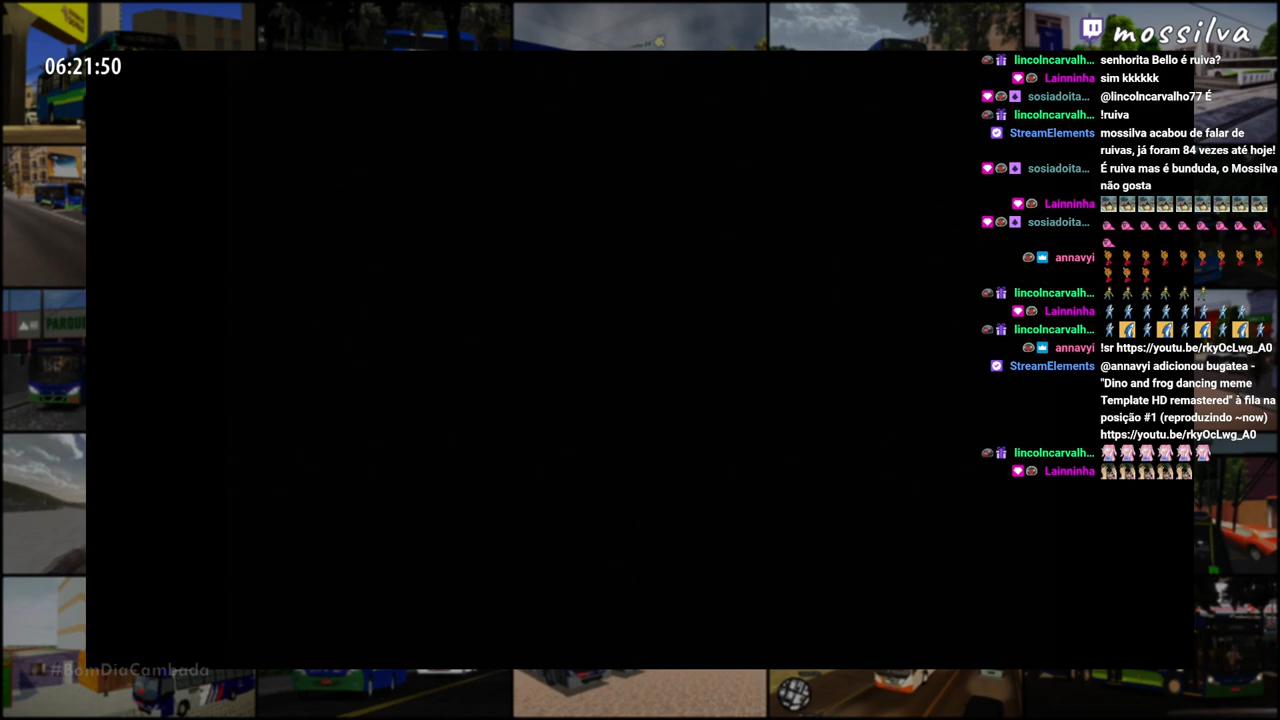 mossilva
06:21:50
lincolncarvalh... senhorita Bello é ruiva?
Lainninha sim kkkkkk
sosiadoita... @lincolncarvalho77 É
lincolncarvalh... !ruiva
StreamElements mossilva acabou de falar de
ruivas, já foram 84 vezes até hoje!
sosiadoita... É ruiva mas é bunduda, o Mossilva
não gosta
Lainninha
sosiadoita...
annavyi
lincolncarvalh...
Lainninha
lincolncarvalh...
annavyi !sr https://youtu.be/rkyOcLwg_A0
StreamElements @annavyi adicionou bugatea -
"Dino and frog dancing meme
Template HD remastered" à fila na
posição #1 (reproduzindo ~now)
https://youtu.be/rkyOcLwg_A0
lincolncarvalh...
Lainninha
#BomDiaCambada